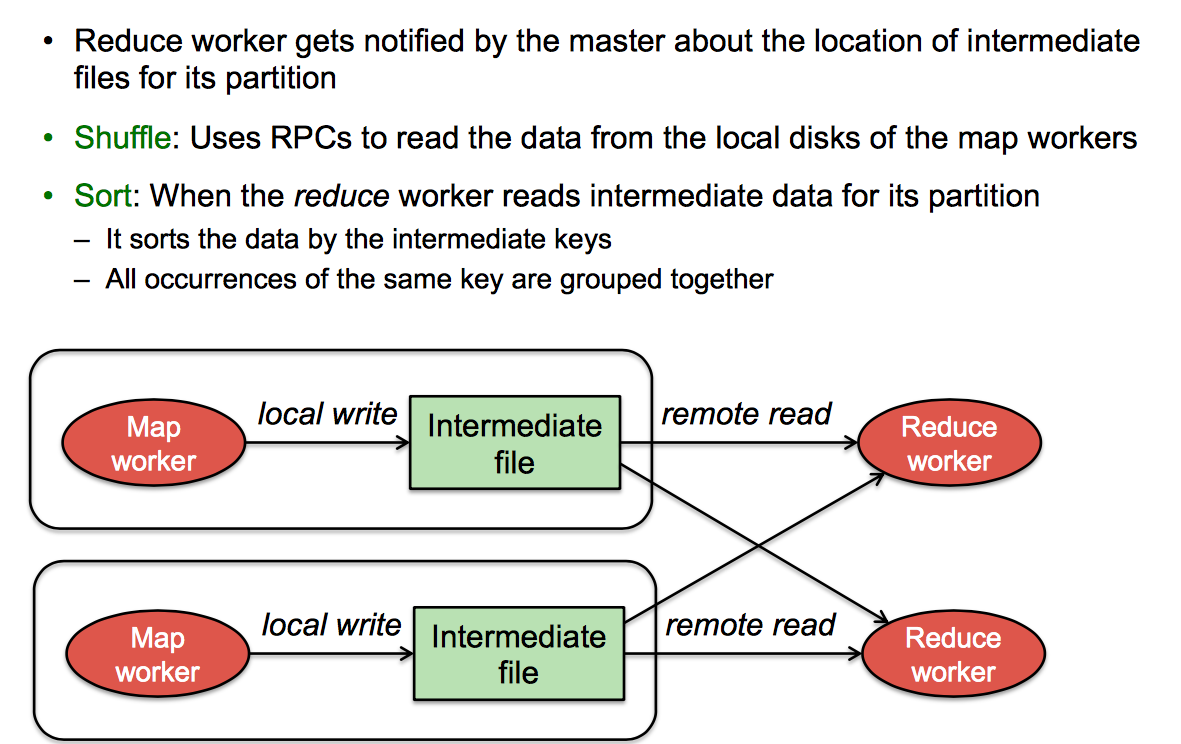 • Reduce worker gets notified by the master about the location of intermediate
files for its partition
• Shuffle: Uses RPCs to read the data from the local disks of the map workers
• Sort: When the reduce worker reads intermediate data for its partition
– It sorts the data by the intermediate keys
– All occurrences of the same key are grouped together
Map
worker
local write
Intermediate
file
remote read
Reduce
worker
Map
worker
local write
Intermediate
file
remote read
Reduce
worker